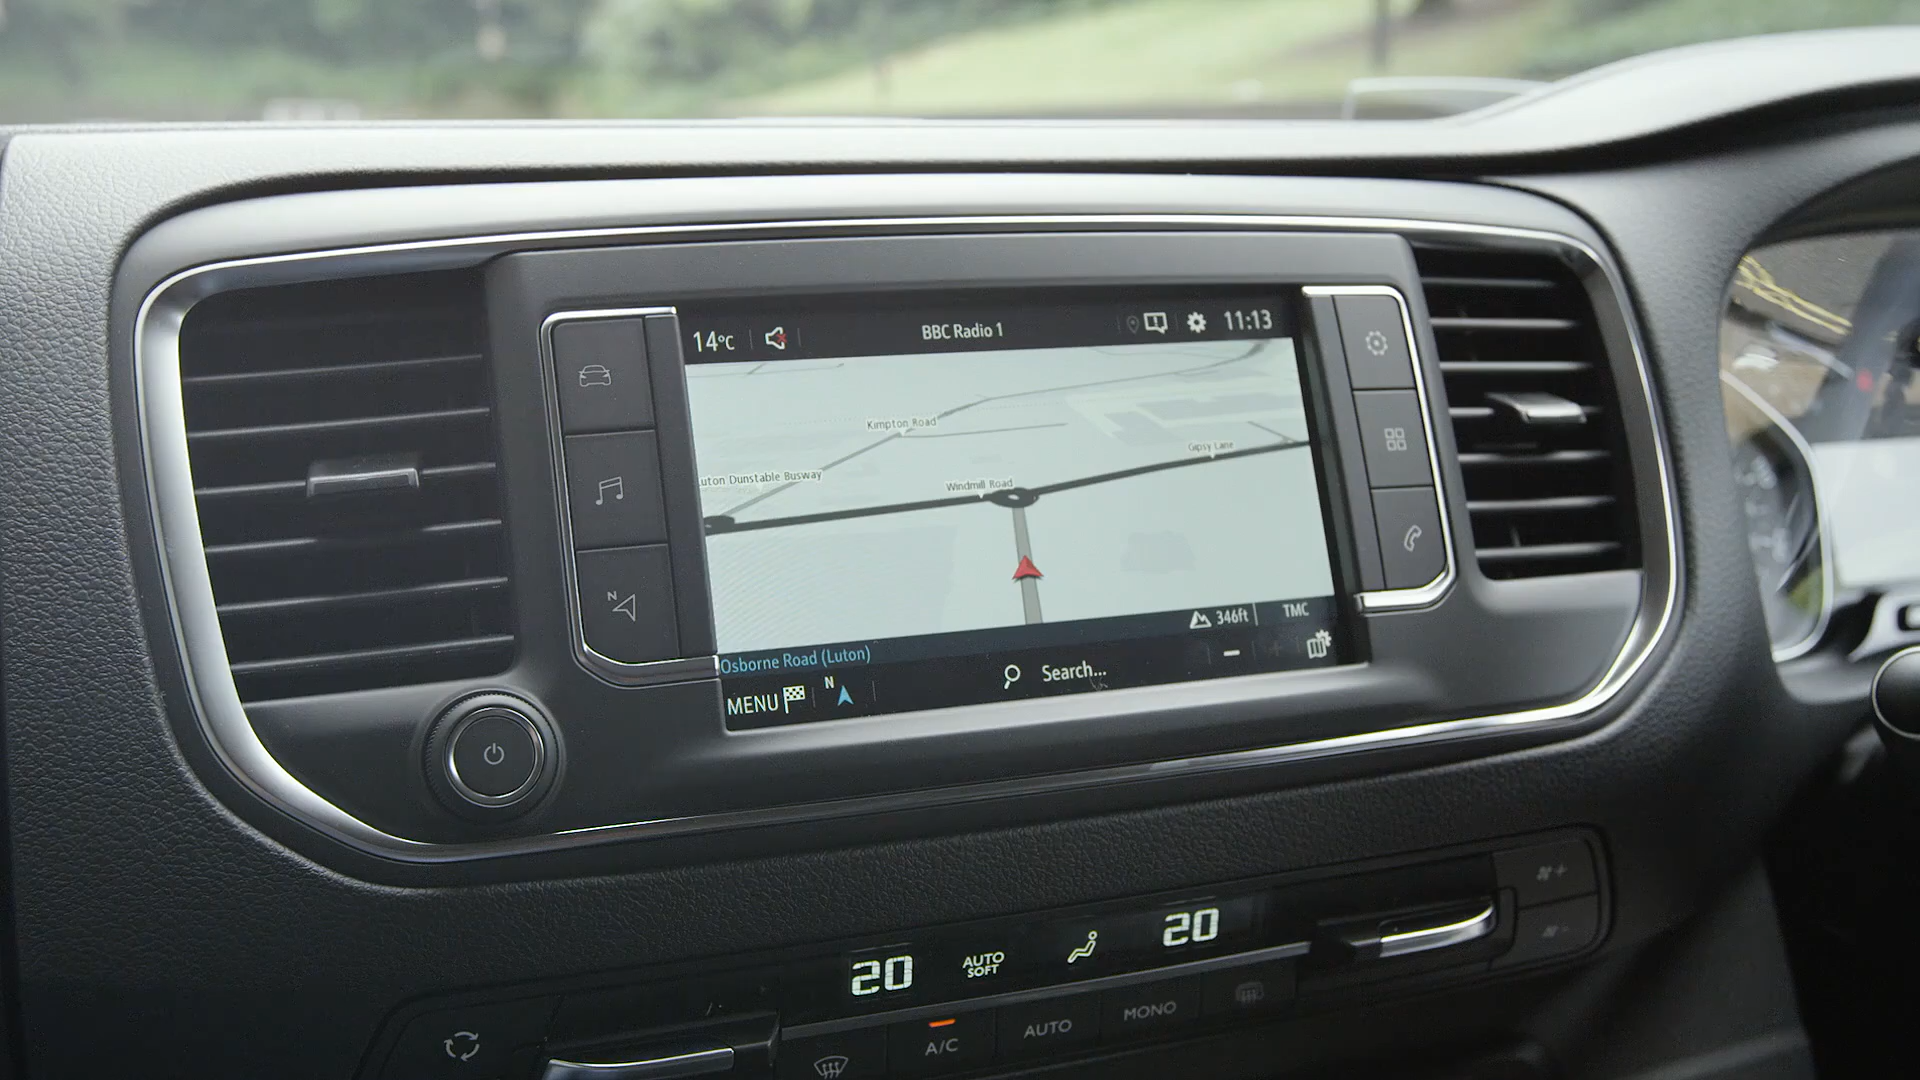 14°C
BBC Radio 1
11:13
Kimpton Road
Gipsy Lane
uton Dunstable Busway
Windmill Road
346ft
TMC
Osborne Road (Luton)
MENU
N
Search...
N
20
AUTO
SOFT
20
A/C
AUTO
MONO